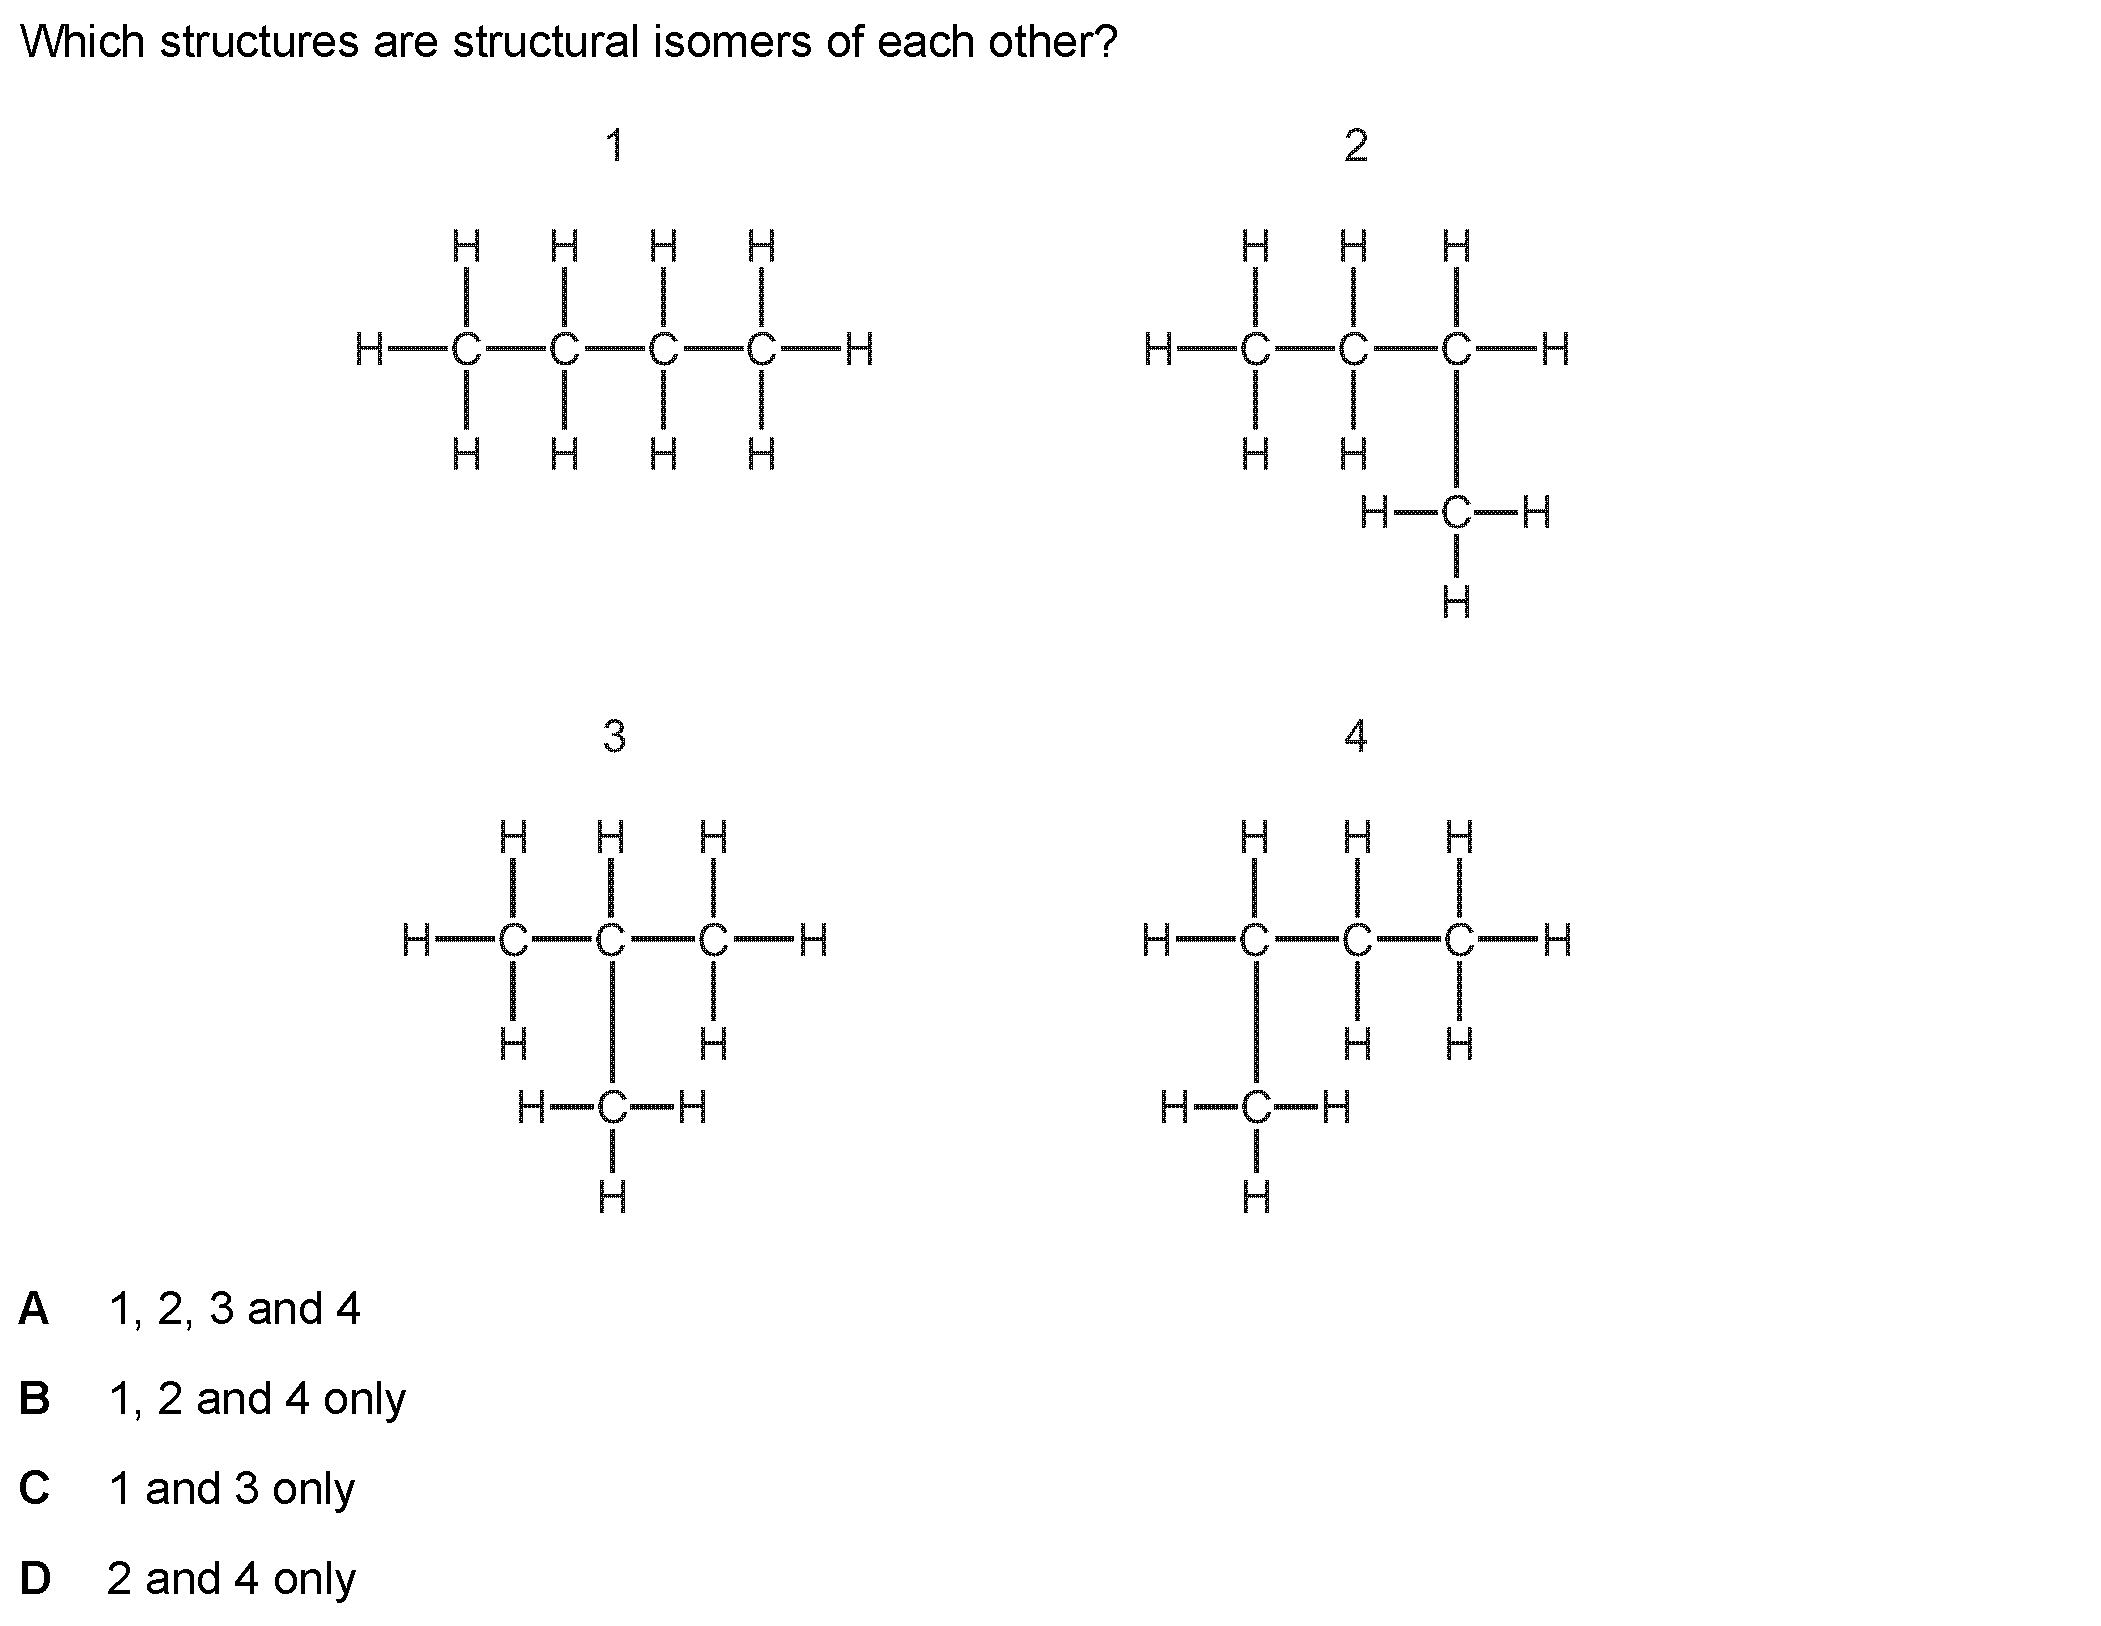 Which structures are structural isomers of each other?
1 2
H H H H H H H
H C C C C H H C C C H
H H H H H H
H C H
H
3 4
H H H H H H
H C C C H H C C C H
H H H H
H C H H C H
H H
A 1, 2, 3 and 4
B 1, 2 and 4 only
C 1 and 3 only
D 2 and 4 only